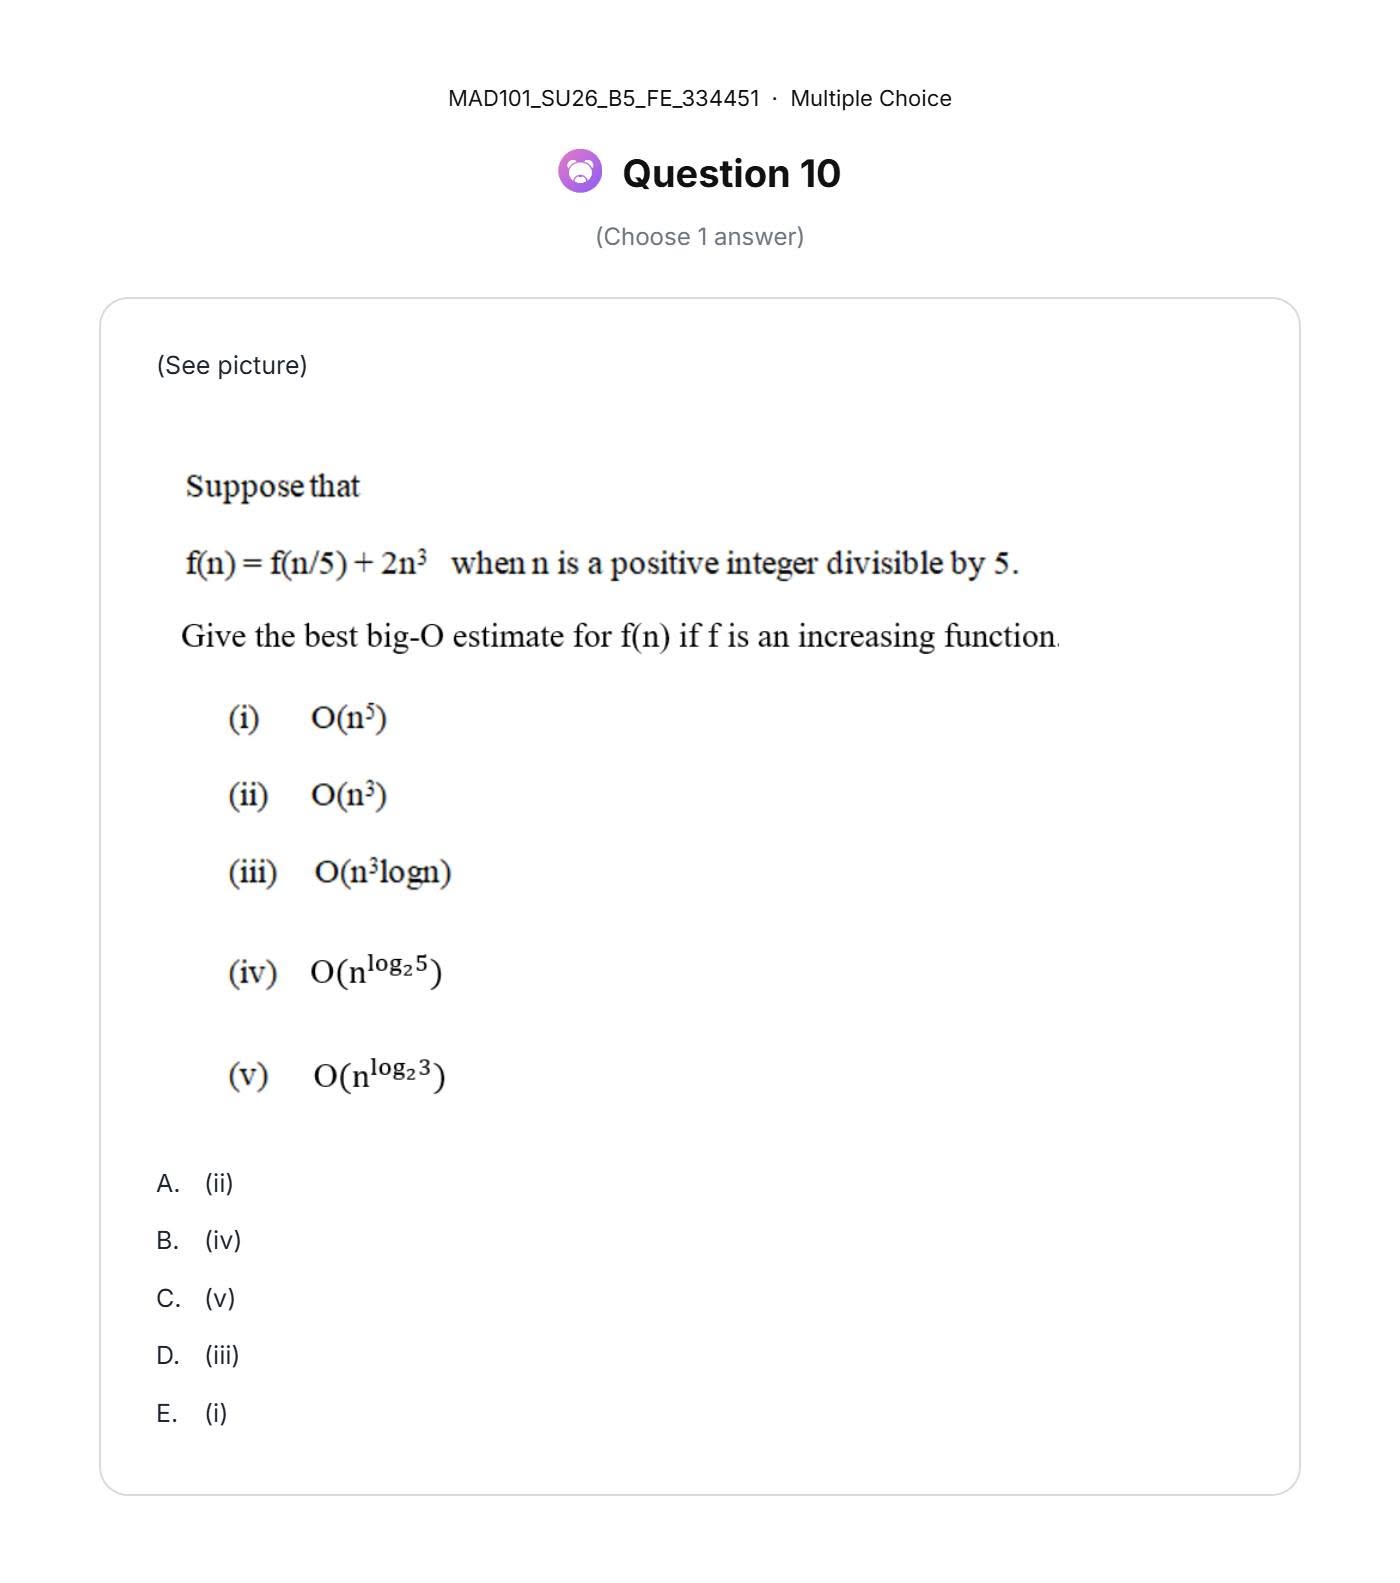 MAD101_SU26_B5_FE_334451 · Multiple Choice
Question 10
(Choose 1 answer)
(See picture)
Suppose that
f(n) = f(n/5) + 2n³ when n is a positive integer divisible by 5.
Give the best big-O estimate for f(n) if f is an increasing function.
(i) O(n⁵)
(ii) O(n³)
(iii) O(n³logn)
(iv) O(n^log₂5)
(v) O(n^log₂3)
A. (ii)
B. (iv)
C. (v)
D. (iii)
E. (i)